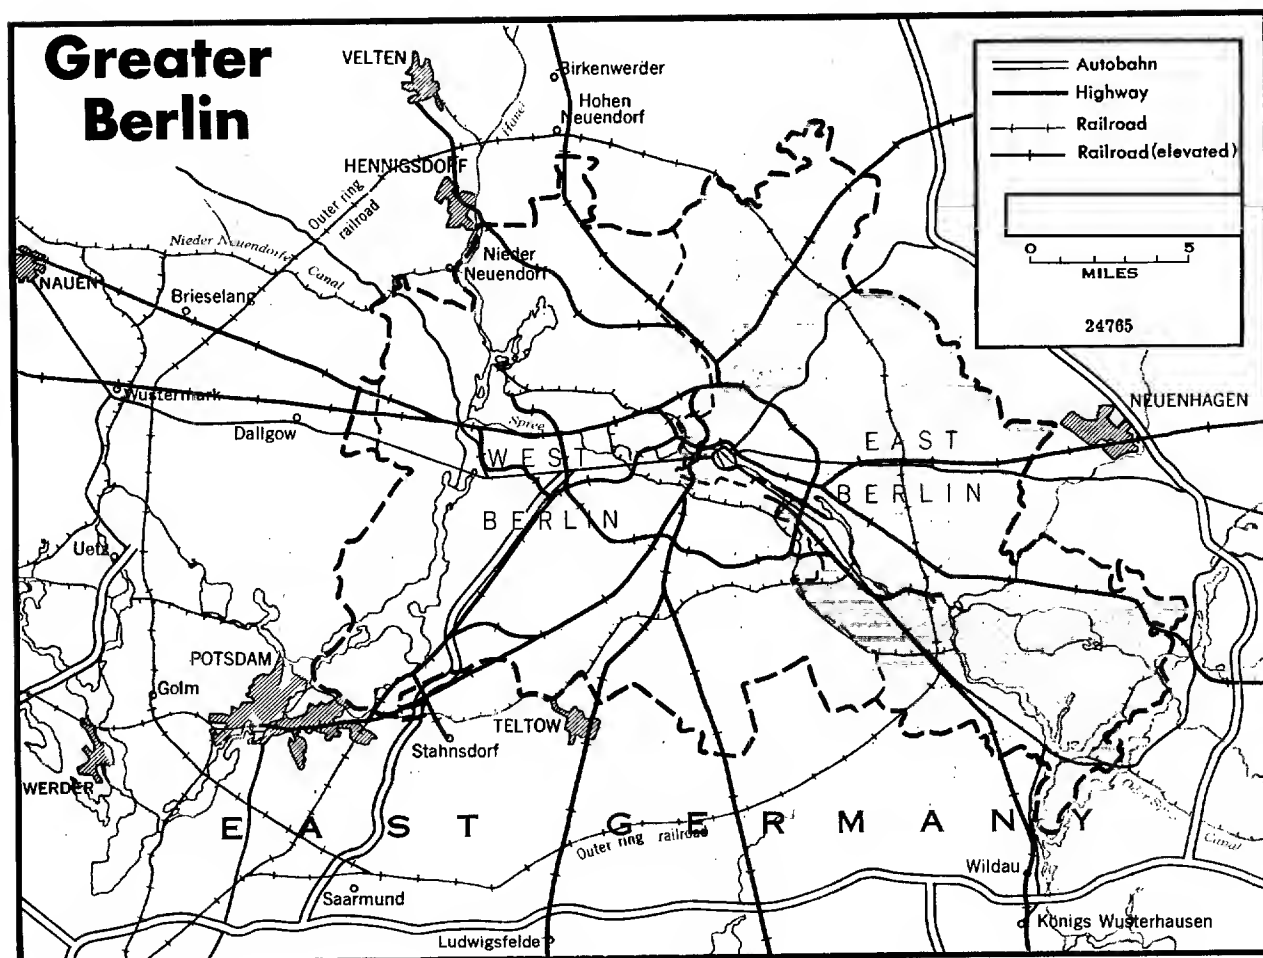 Greater
Berlin
VELTEN
Birkenwerder
Hohen
Neuendorf
Havel
HENNIGSDORF
Outer ring
railroad
Nieder Neuendorfer Canal
Nieder
Neuendorf
NAUEN
Brieselang
Wustermark
Dallgow
Spree
WEST
BERLIN
EAST
BERLIN
NEUENHAGEN
Uetz
POTSDAM
Golm
WERDER
TELTOW
Stahnsdorf
EAST GERMANY
Outer ring railroad
Canal
Wildau
Saarmund
Ludwigsfelde
Königs Wusterhausen
Autobahn
Highway
Railroad
Railroad (elevated)
0 5
MILES
24765